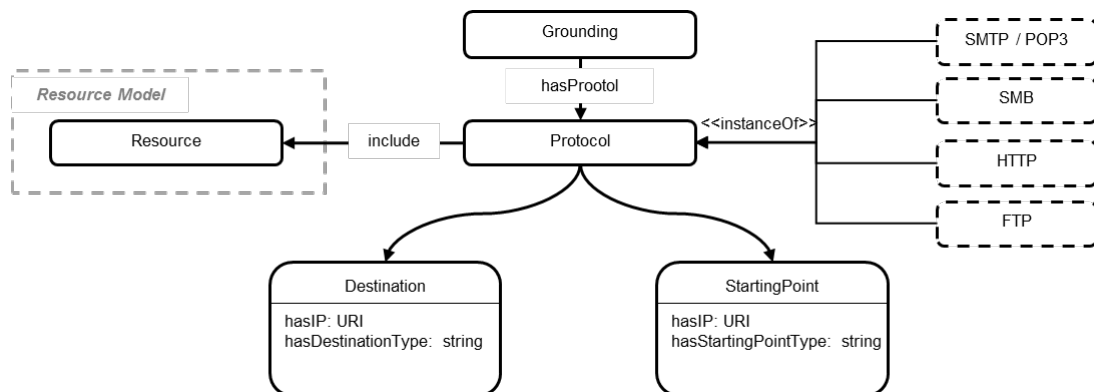 Grounding
SMTP / POP3
hasProotol
Resource Model
SMB
<<instanceOf>>
Resource
include
Protocol
HTTP
FTP
Destination
hasIP: URI
hasDestinationType: string
StartingPoint
hasIP: URI
hasStartingPointType: string